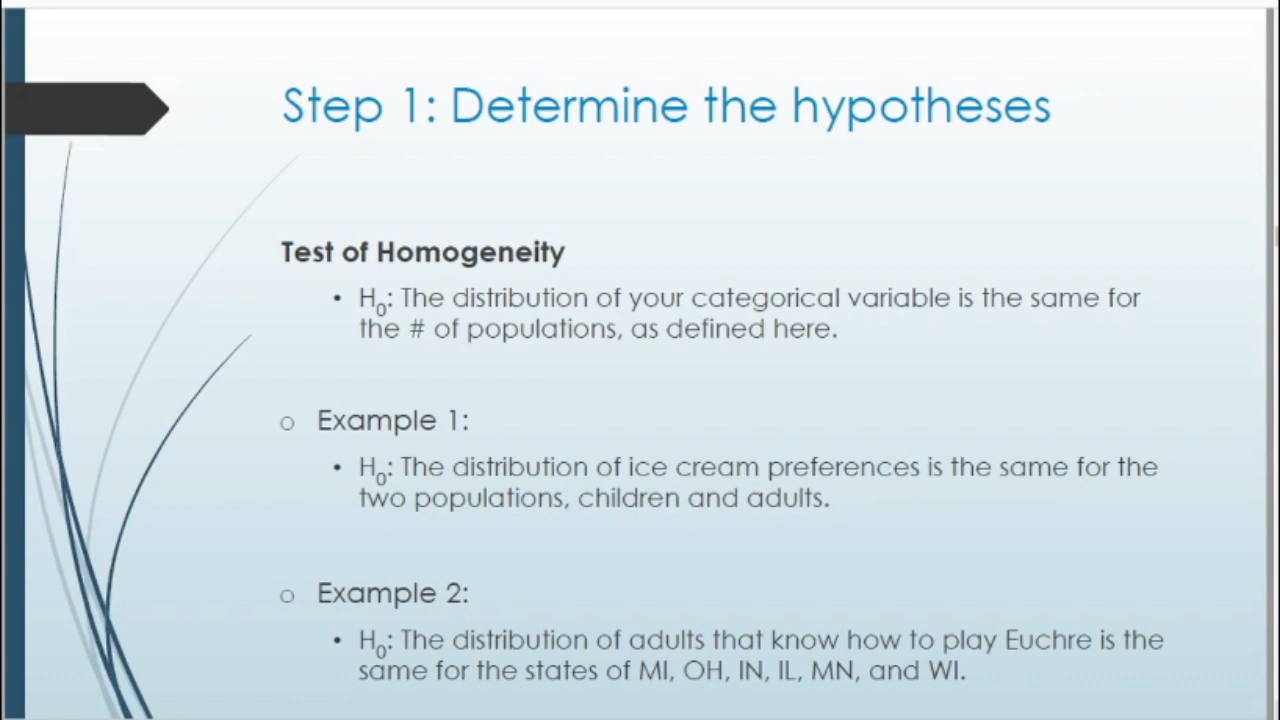 Step 1: Determine the hypotheses
Test of Homogeneity
• H0: The distribution of your categorical variable is the same for
the # of populations, as defined here.
o Example 1:
• H0: The distribution of ice cream preferences is the same for the
two populations, children and adults.
o Example 2:
• H0: The distribution of adults that know how to play Euchre is the
same for the states of MI, OH, IN, IL, MN, and WI.